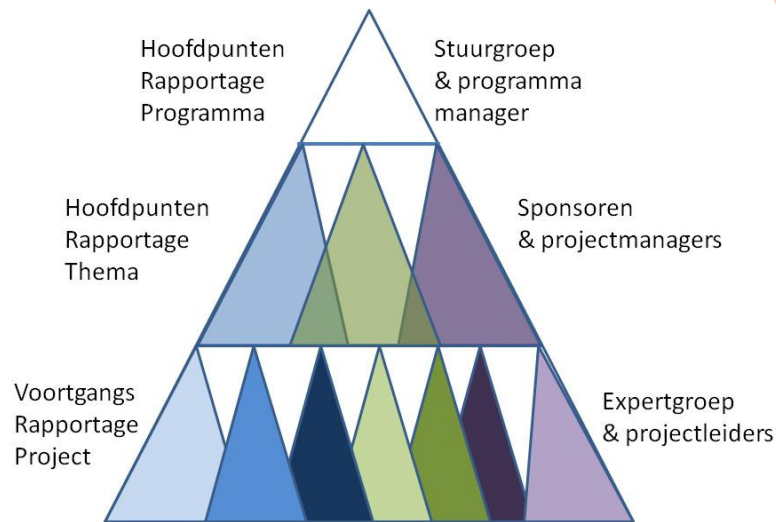 Hoofdpunten
Rapportage
Programma
Stuurgroep
& programma
manager
Hoofdpunten
Rapportage
Thema
Sponsoren
& projectmanagers
Voortgangs
Rapportage
Project
Expertgroep
& projectleiders